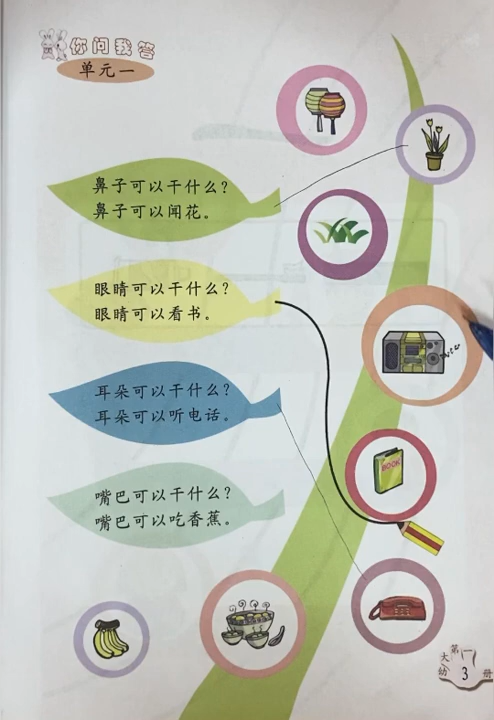 你问我答
单元一
鼻子可以干什么？
鼻子可以闻花。
眼睛可以干什么？
眼睛可以看书。
BOOK
耳朵可以干什么？
耳朵可以听电话。
嘴巴可以干什么？
嘴巴可以吃香蕉。
大幼
第一册
3